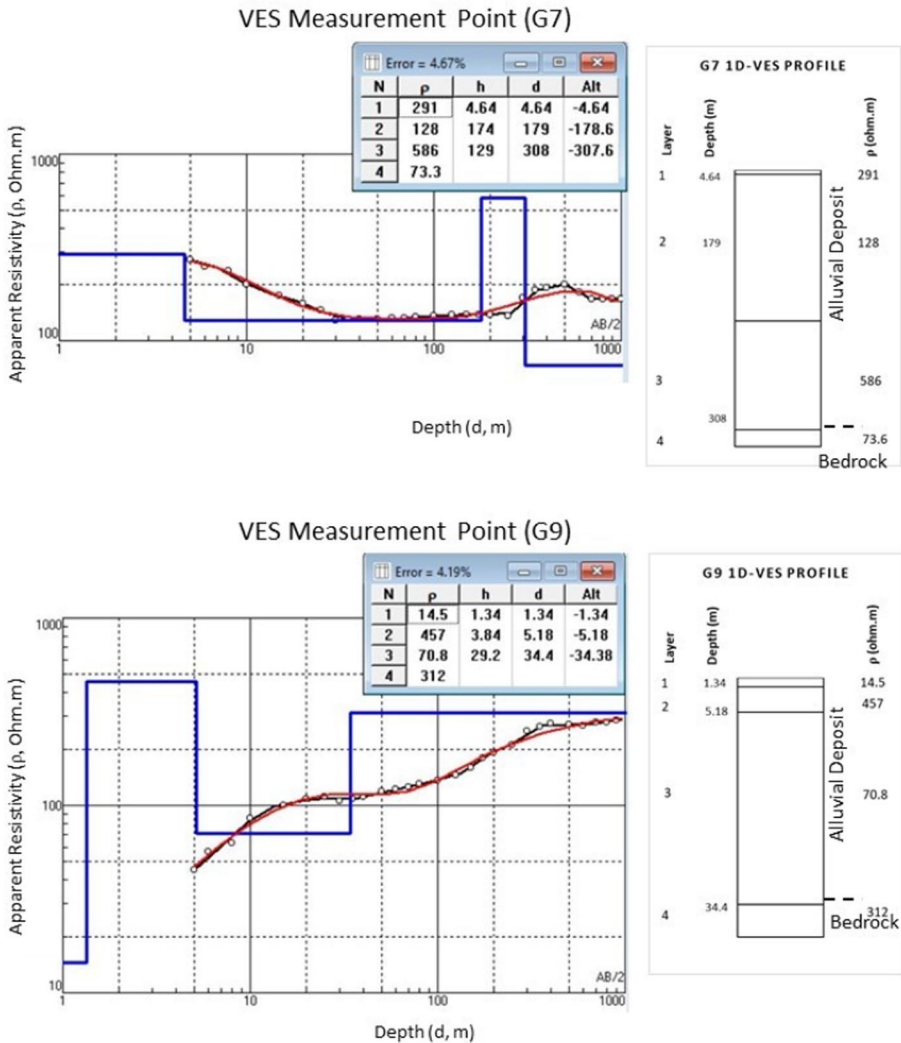 VES Measurement Point (G7)
Error = 4.67%
N ρ h d Alt
1 291 4.64 4.64 -4.64
2 128 174 179 -178.6
3 586 129 308 -307.6
4 73.3
Apparent Resistivity (ρ, Ohm.m)
1000
100
AB/2
1 10 100 1000
Depth (d, m)
G7 1D-VES PROFILE
Layer Depth (m) ρ (ohm.m)
1 4.64 291
2 179 128
Alluvial Deposit
3 586
308
4 73.6
Bedrock
VES Measurement Point (G9)
Error = 4.19%
N ρ h d Alt
1 14.5 1.34 1.34 -1.34
2 457 3.84 5.18 -5.18
3 70.8 29.2 34.4 -34.38
4 312
Apparent Resistivity (ρ, Ohm.m)
1000
100
10
AB/2
1 10 100 1000
Depth (d, m)
G9 1D-VES PROFILE
Layer Depth (m) ρ (ohm.m)
1 1.34 14.5
2 457
5.18
Alluvial Deposit
3 70.8
34.4
4 312
Bedrock